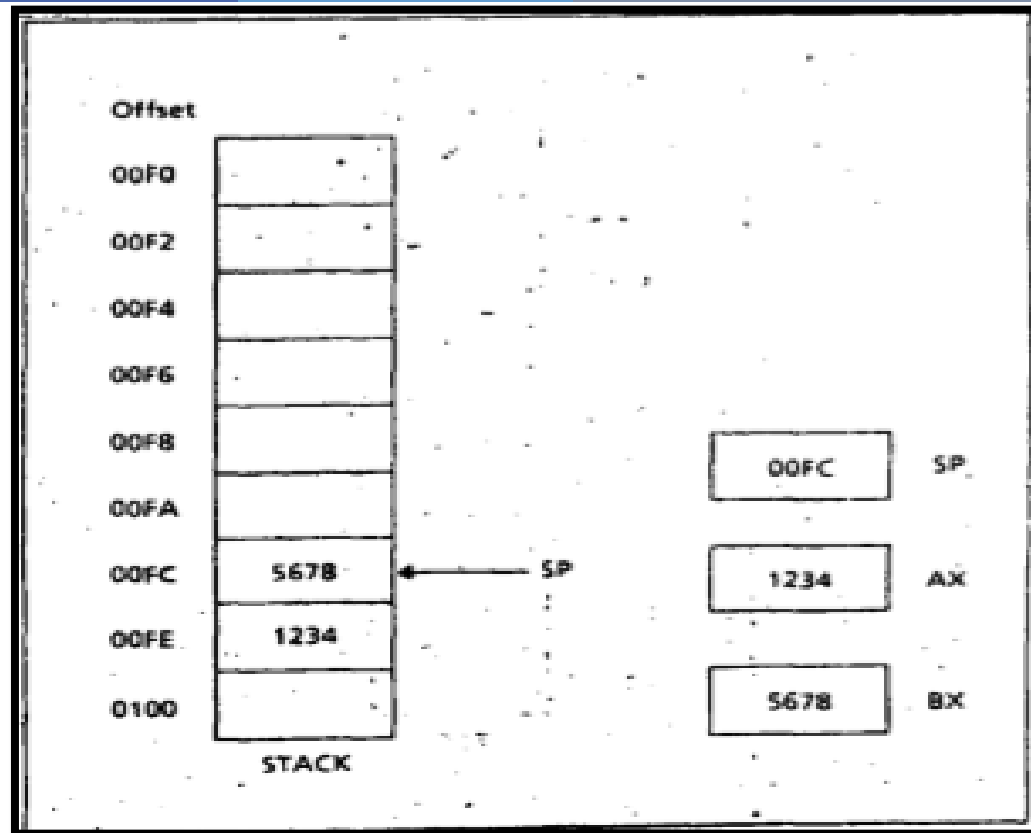 Offset
00F0
00F2
00F4
00F6
00F8
00FA
00FC 5678 SP
00FE 1234
0100
STACK
00FC SP
1234 AX
5678 BX